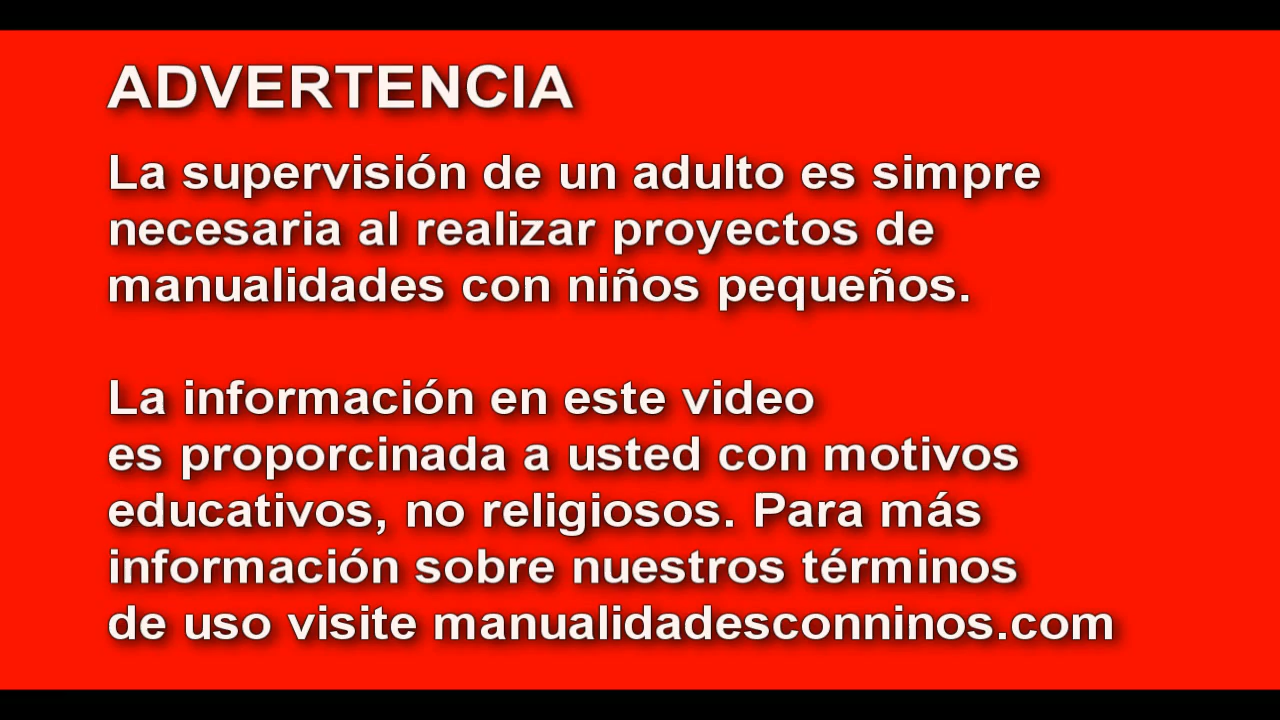 ADVERTENCIA
La supervisión de un adulto es simpre
necesaria al realizar proyectos de
manualidades con niños pequeños.
La información en este video
es proporcinada a usted con motivos
educativos, no religiosos. Para más
información sobre nuestros términos
de uso visite manualidadesconninos.com